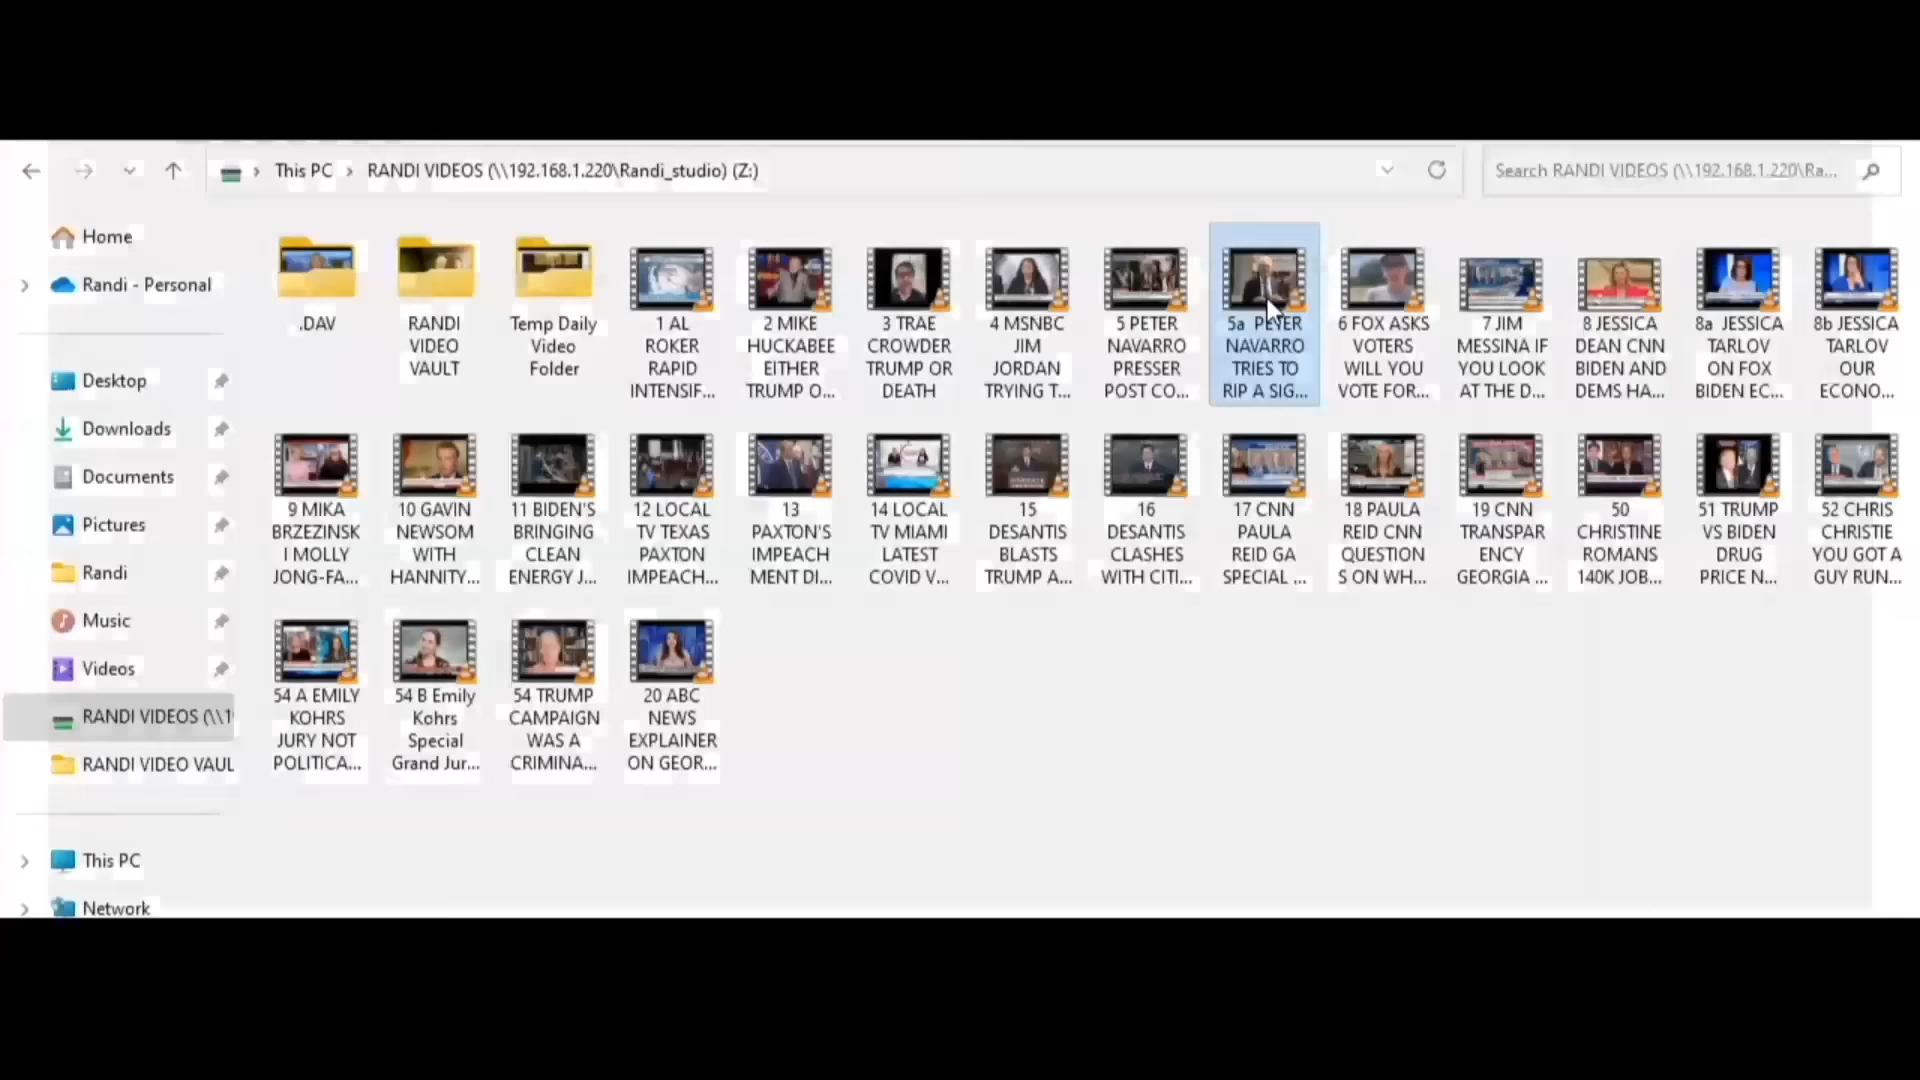 This PC
RANDI VIDEOS (\\192.168.1.220\Randi_studio) (Z:)
Search RANDI VIDEOS (\\192.168.1.220\Ra...
Home
Randi - Personal
Desktop
Downloads
Documents
Pictures
Randi
Music
Videos
RANDI VIDEOS (\\1
RANDI VIDEO VAUL
This PC
Network
.DAV
RANDI
VIDEO
VAULT
Temp Daily
Video
Folder
1 AL
ROKER
RAPID
INTENSIF...
2 MIKE
HUCKABEE
EITHER
TRUMP O...
3 TRAE
CROWDER
TRUMP OR
DEATH
4 MSNBC
JIM
JORDAN
TRYING T...
5 PETER
NAVARRO
PRESSER
POST CO...
5a PETER
NAVARRO
TRIES TO
RIP A SIG...
6 FOX ASKS
VOTERS
WILL YOU
VOTE FOR...
7 JIM
MESSINA IF
YOU LOOK
AT THE D...
8 JESSICA
DEAN CNN
BIDEN AND
DEMS HA...
8a JESSICA
TARLOV
ON FOX
BIDEN EC...
8b JESSICA
TARLOV
OUR
ECONO...
9 MIKA
BRZEZINSK
I MOLLY
JONG-FA...
10 GAVIN
NEWSOM
WITH
HANNITY...
11 BIDEN'S
BRINGING
CLEAN
ENERGY J...
12 LOCAL
TV TEXAS
PAXTON
IMPEACH...
13
PAXTON'S
IMPEACH
MENT DI...
14 LOCAL
TV MIAMI
LATEST
COVID V...
15
DESANTIS
BLASTS
TRUMP A...
16
DESANTIS
CLASHES
WITH CITI...
17 CNN
PAULA
REID GA
SPECIAL ...
18 PAULA
REID CNN
QUESTION
S ON WH...
19 CNN
TRANSPAR
ENCY
GEORGIA ...
50
CHRISTINE
ROMANS
140K JOB...
51 TRUMP
VS BIDEN
DRUG
PRICE N...
52 CHRIS
CHRISTIE
YOU GOT A
GUY RUN...
54 A EMILY
KOHRS
JURY NOT
POLITICA...
54 B Emily
Kohrs
Special
Grand Jur...
54 TRUMP
CAMPAIGN
WAS A
CRIMINA...
20 ABC
NEWS
EXPLAINER
ON GEOR...